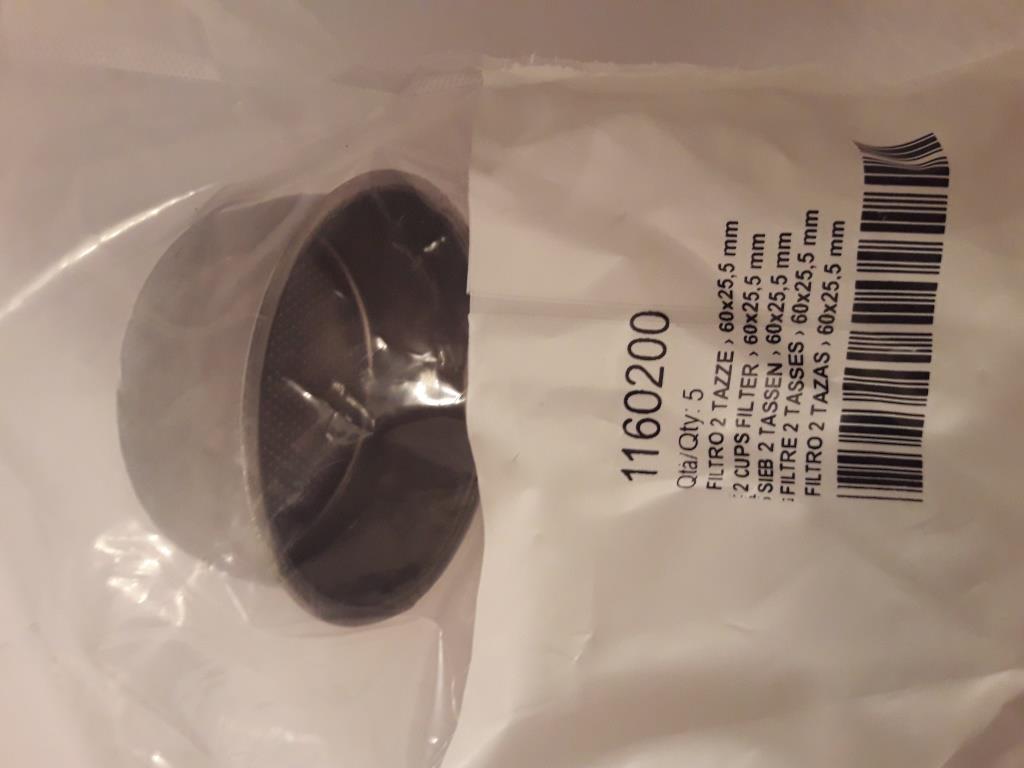 1160200
Qtà/Qty: 5
FILTRO 2 TAZZE › 60x25,5 mm
2 CUPS FILTER › 60x25,5 mm
SIEB 2 TASSEN › 60x25,5 mm
FILTRE 2 TASSES › 60x25,5 mm
FILTRO 2 TAZAS › 60x25,5 mm